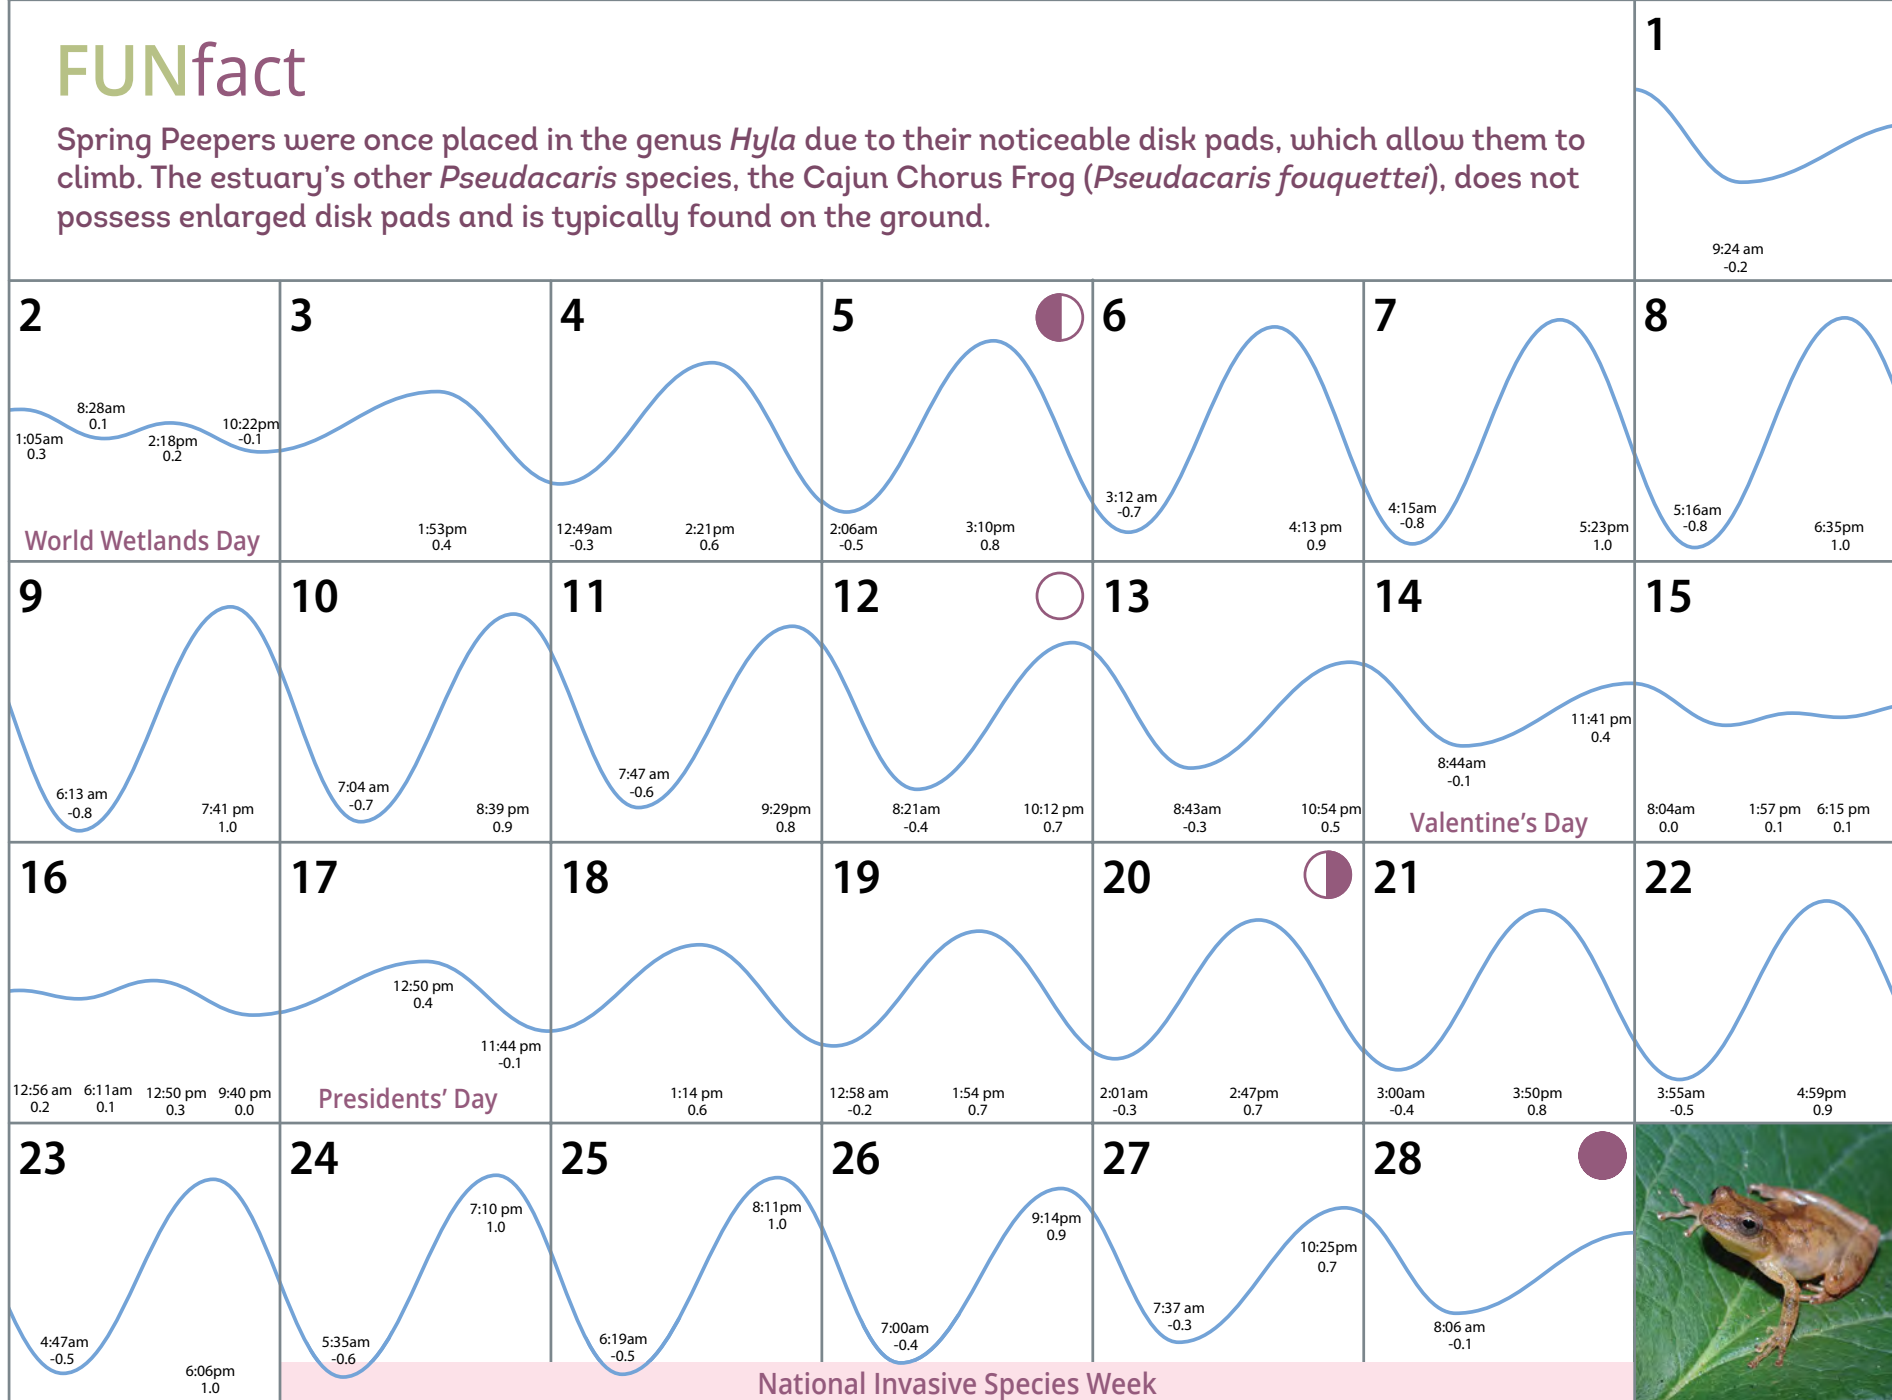 FUNfact
Spring Peepers were once placed in the genus Hyla due to their noticeable disk pads, which allow them to
climb. The estuary's other Pseudacaris species, the Cajun Chorus Frog (Pseudacaris fouquettei), does not
possess enlarged disk pads and is typically found on the ground.
1
9:24 am
-0.2
2
1:05am
0.3
8:28am
0.1
2:18pm
0.2
10:22pm
-0.1
World Wetlands Day
3
1:53pm
0.4
4
12:49am
-0.3
2:21pm
0.6
5
2:06am
-0.5
3:10pm
0.8
6
3:12 am
-0.7
4:13 pm
0.9
7
4:15am
-0.8
5:23pm
1.0
8
5:16am
-0.8
6:35pm
1.0
9
6:13 am
-0.8
7:41 pm
1.0
10
7:04 am
-0.7
8:39 pm
0.9
11
7:47 am
-0.6
9:29pm
0.8
12
8:21am
-0.4
10:12 pm
0.7
13
8:43am
-0.3
10:54 pm
0.5
14
8:44am
-0.1
11:41 pm
0.4
Valentine's Day
15
8:04am
0.0
1:57 pm
0.1
6:15 pm
0.1
16
12:56 am
0.2
6:11am
0.1
12:50 pm
0.3
9:40 pm
0.0
17
12:50 pm
0.4
11:44 pm
-0.1
Presidents' Day
18
1:14 pm
0.6
19
12:58 am
-0.2
1:54 pm
0.7
20
2:01am
-0.3
2:47pm
0.7
21
3:00am
-0.4
3:50pm
0.8
22
3:55am
-0.5
4:59pm
0.9
23
4:47am
-0.5
6:06pm
1.0
24
5:35am
-0.6
7:10 pm
1.0
25
6:19am
-0.5
8:11pm
1.0
26
7:00am
-0.4
9:14pm
0.9
27
7:37 am
-0.3
10:25pm
0.7
28
8:06 am
-0.1
National Invasive Species Week